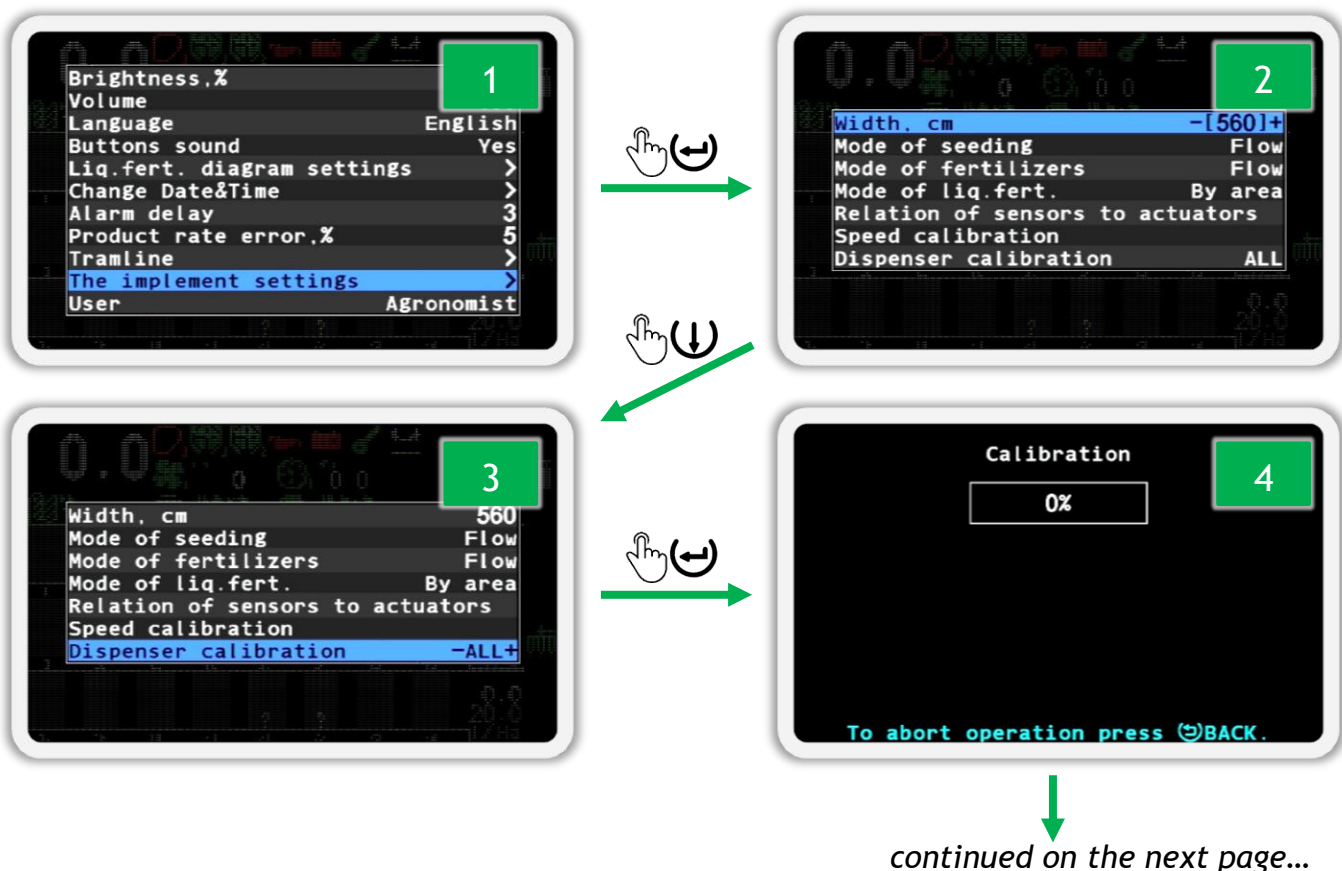 1
Brightness,%
Volume
Language English
Buttons sound Yes
Liq.fert. diagram settings >
Change Date&Time >
Alarm delay 3
Product rate error,% 5
Tramline >
The implement settings >
User Agronomist
2
Width, cm -[560]+
Mode of seeding Flow
Mode of fertilizers Flow
Mode of liq.fert. By area
Relation of sensors to actuators
Speed calibration
Dispenser calibration ALL
3
Width, cm 560
Mode of seeding Flow
Mode of fertilizers Flow
Mode of liq.fert. By area
Relation of sensors to actuators
Speed calibration
Dispenser calibration -ALL+
4
Calibration
0%
To abort operation press BACK.
continued on the next page…